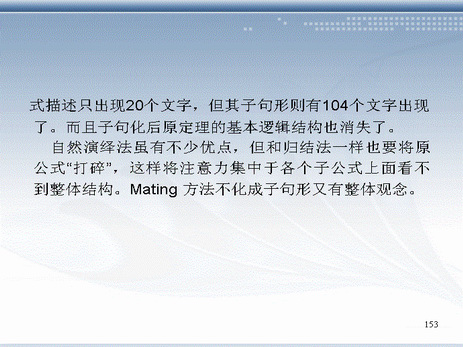 式描述只出现20个文字，但其子句形则有104个文字出现
了。而且子句化后原定理的基本逻辑结构也消失了。
自然演绎法虽有不少优点，但和归结法一样也要将原
公式“打碎”，这样将注意力集中于各个子公式上面看不
到整体结构。Mating 方法不化成子句形又有整体观念。
153